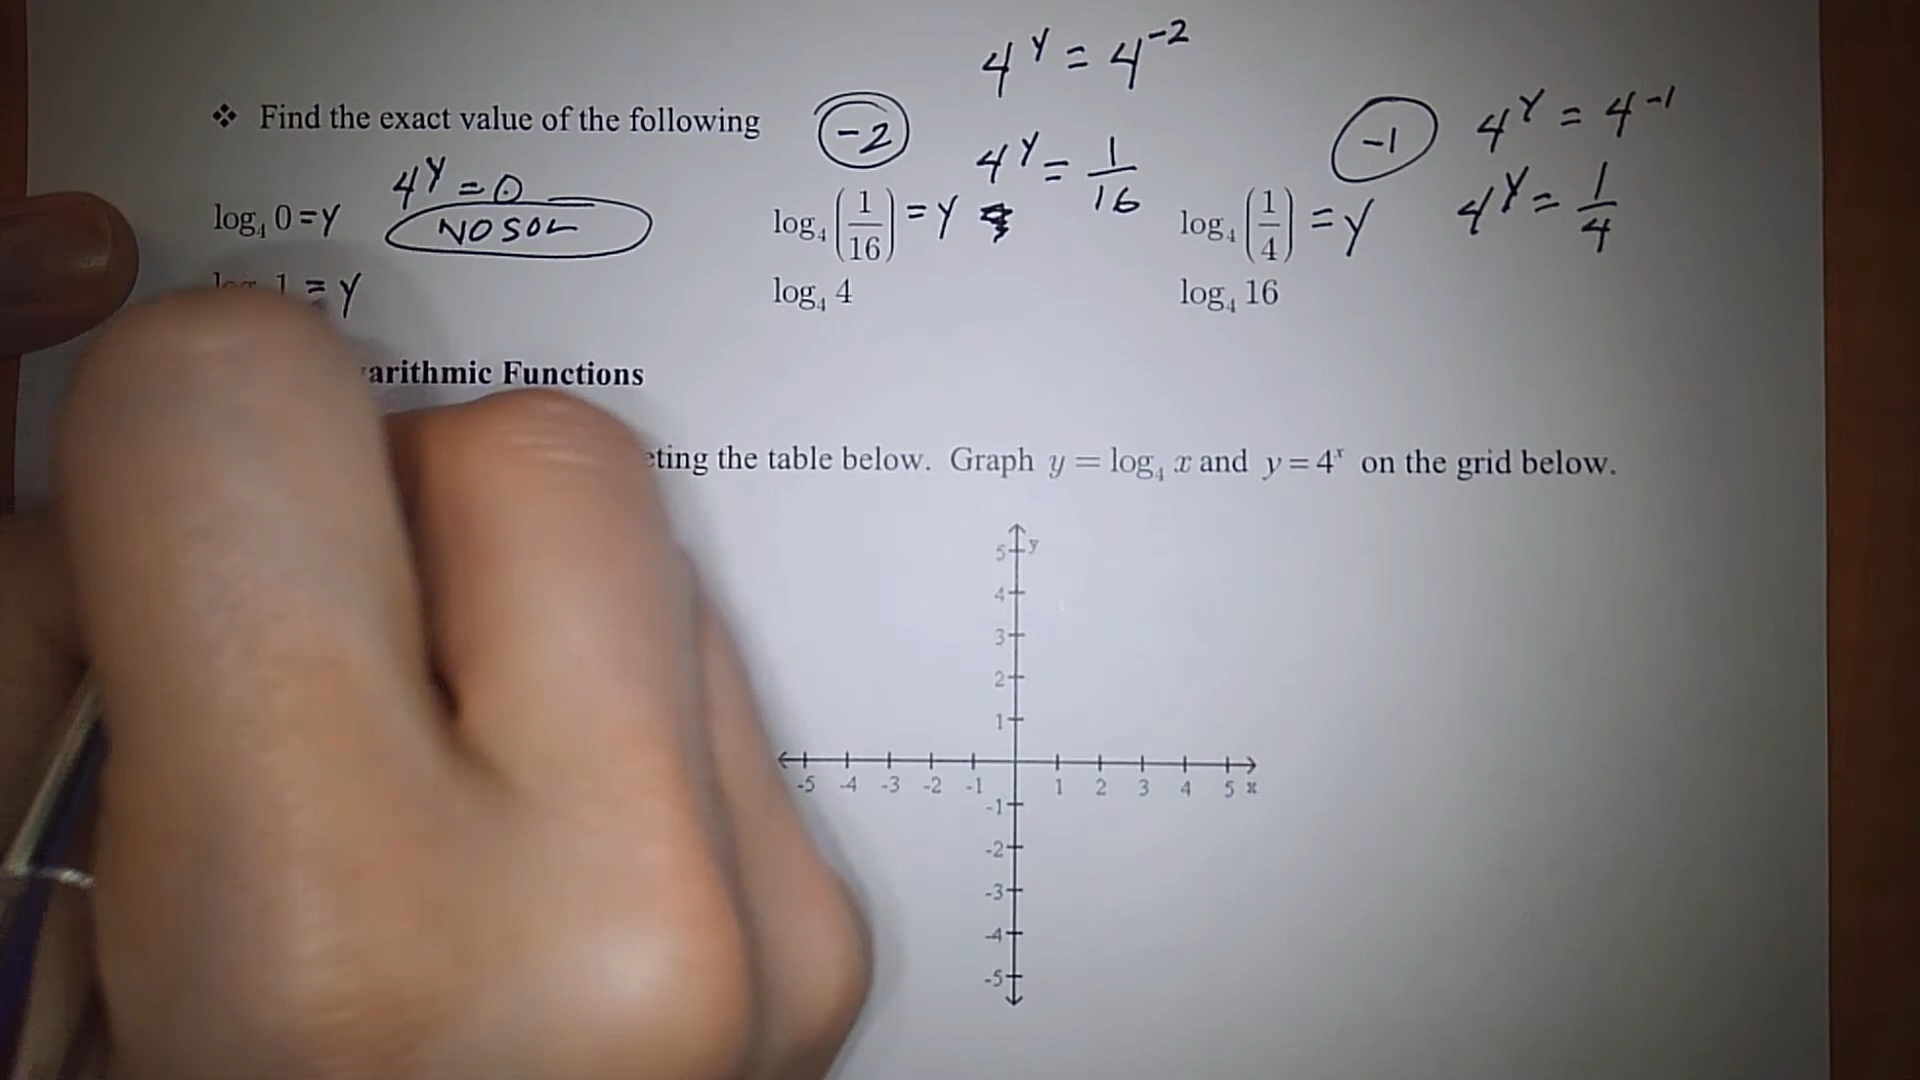 4^Y = 4^-2
❖ Find the exact value of the following
-2
4^Y = 1/16
-1
4^Y = 4^-1
4^Y = 0
log₄ 0 = Y
NO SOL
log₄ (1/16) = Y
log₄ (1/4) = Y
4^Y = 1/4
1 = Y
log₄ 4
log₄ 16
arithmic Functions
eting the table below. Graph y = log₄ x and y = 4ˣ on the grid below.
y
5
4
3
2
1
-5 -4 -3 -2 -1 1 2 3 4 5 x
-1
-2
-3
-4
-5